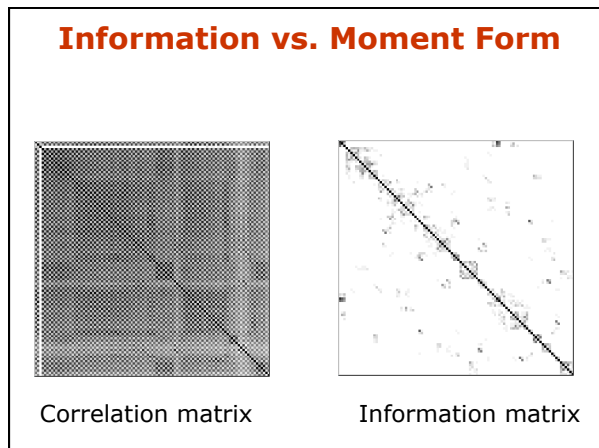 Information vs. Moment Form
Correlation matrix
Information matrix